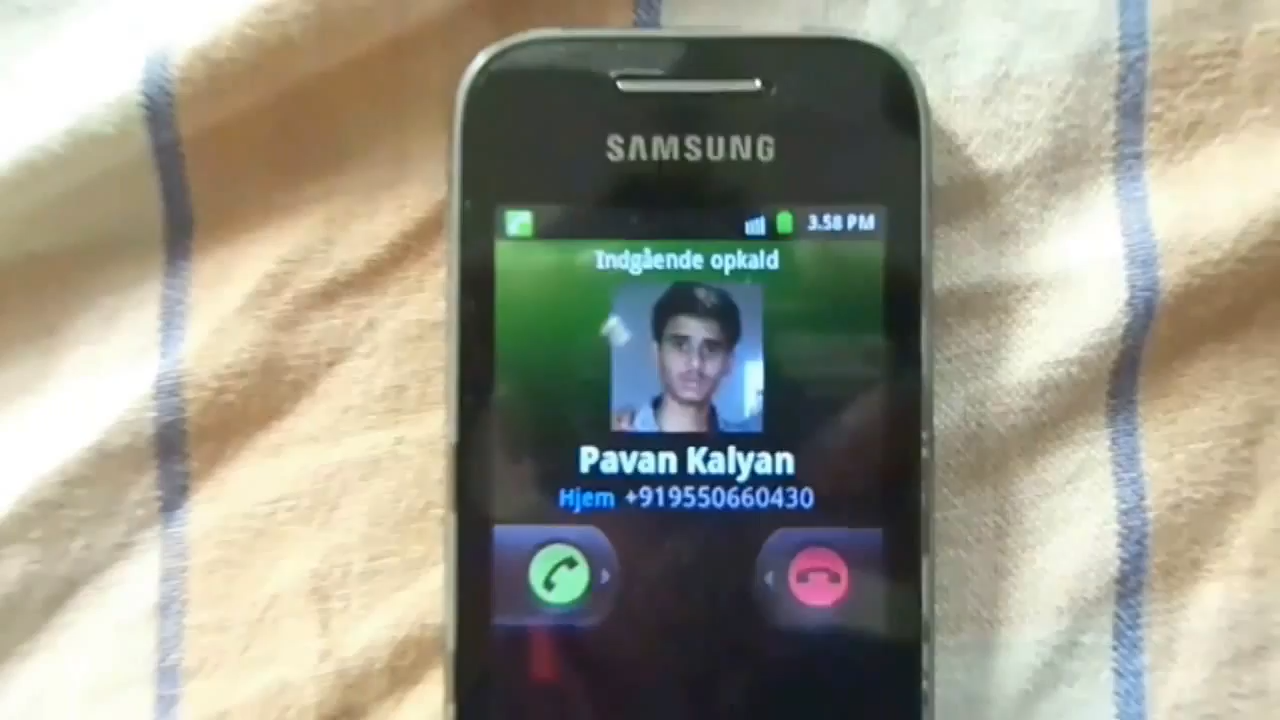 SAMSUNG
3.58 PM
Indgående opkald
Pavan Kalyan
Hjem +919550660430